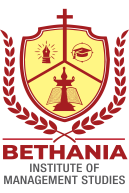 BETHANIA
INSTITUTE OF
MANAGEMENT STUDIES